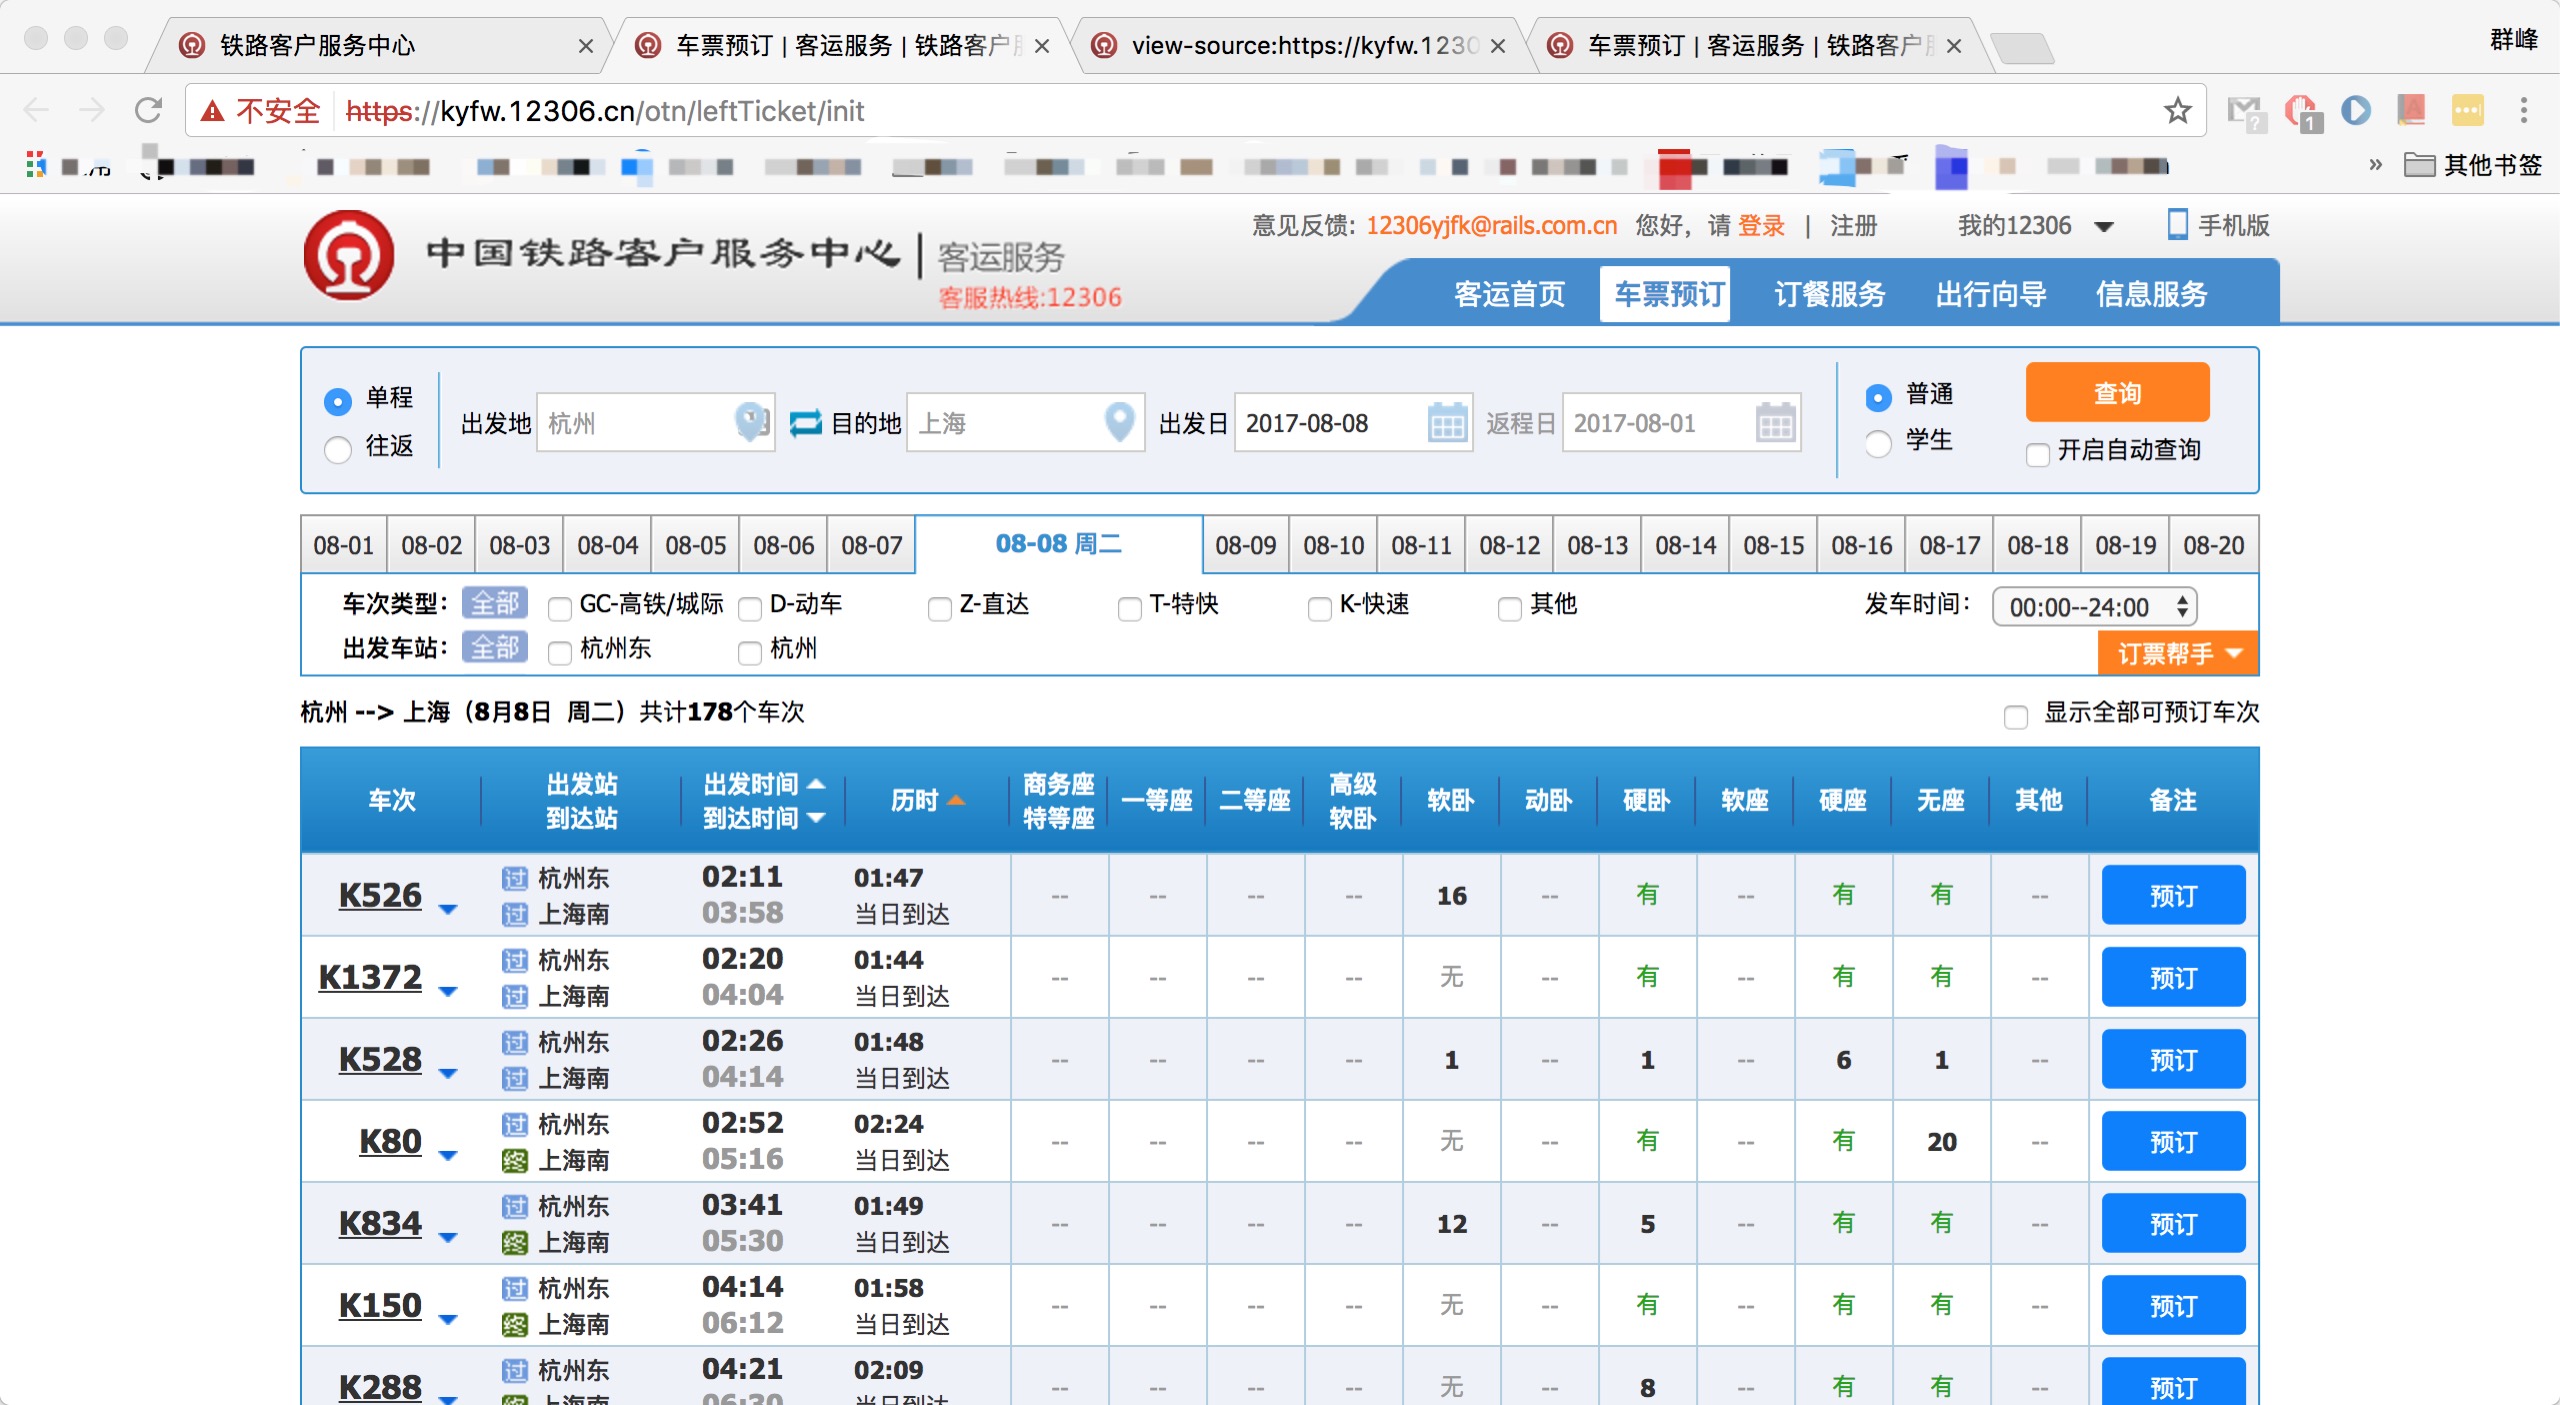 铁路客户服务中心
车票预订 | 客运服务 | 铁路客户
view-source:https://kyfw.1230
车票预订 | 客运服务 | 铁路客户
群峰
不安全 https://kyfw.12306.cn/otn/leftTicket/init
» 其他书签
意见反馈: 12306yjfk@rails.com.cn 您好，请 登录 | 注册 我的12306 手机版
中国铁路客户服务中心 | 客运服务
客服热线:12306
客运首页 车票预订 订餐服务 出行向导 信息服务
单程
往返
出发地 杭州 目的地 上海 出发日 2017-08-08 返程日 2017-08-01
普通
学生
查询
开启自动查询
08-01 08-02 08-03 08-04 08-05 08-06 08-07 08-08 周二 08-09 08-10 08-11 08-12 08-13 08-14 08-15 08-16 08-17 08-18 08-19 08-20
车次类型： 全部 GC-高铁/城际 D-动车 Z-直达 T-特快 K-快速 其他 发车时间： 00:00--24:00
出发车站： 全部 杭州东 杭州
订票帮手
杭州 --> 上海（8月8日 周二）共计178个车次 显示全部可预订车次
车次 出发站 到达站 出发时间 到达时间 历时 商务座 特等座 一等座 二等座 高级 软卧 软卧 动卧 硬卧 软座 硬座 无座 其他 备注
K526 过 杭州东 02:11 01:47 -- -- -- -- 16 -- 有 -- 有 有 -- 预订
过 上海南 03:58 当日到达
K1372 过 杭州东 02:20 01:44 -- -- -- -- 无 -- 有 -- 有 有 -- 预订
过 上海南 04:04 当日到达
K528 过 杭州东 02:26 01:48 -- -- -- -- 1 -- 1 -- 6 1 -- 预订
过 上海南 04:14 当日到达
K80 过 杭州东 02:52 02:24 -- -- -- -- 无 -- 有 -- 有 20 -- 预订
终 上海南 05:16 当日到达
K834 过 杭州东 03:41 01:49 -- -- -- -- 12 -- 5 -- 有 有 -- 预订
终 上海南 05:30 当日到达
K150 过 杭州东 04:14 01:58 -- -- -- -- 无 -- 有 -- 有 有 -- 预订
终 上海南 06:12 当日到达
K288 过 杭州东 04:21 02:09 -- -- -- -- 无 -- 8 -- 有 有 -- 预订
终 上海南 06:30 当日到达